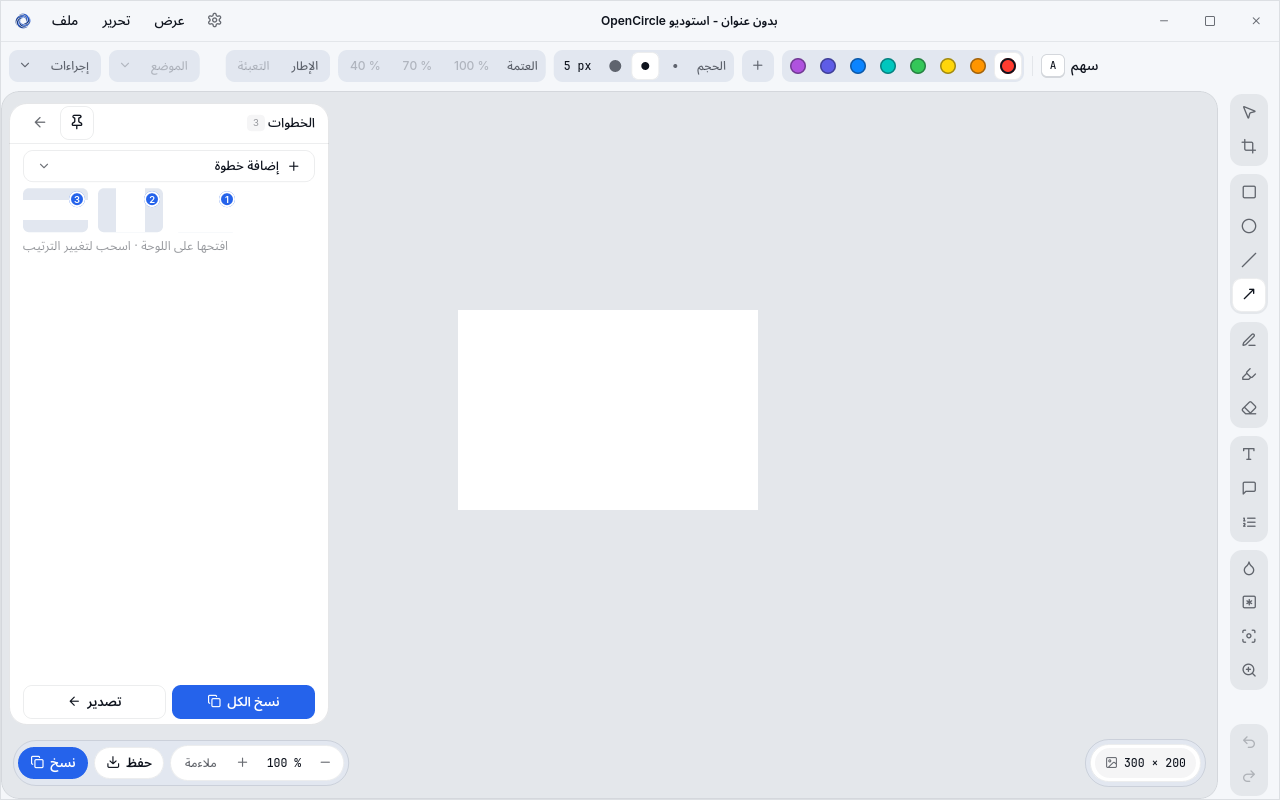 ملف تحرير عرض
بدون عنوان - استوديو OpenCircle
سهم A
الحجم 5 px
العتمة 100 % 70 % 40 %
الإطار التعبئة
الموضع
إجراءات
الخطوات 3
إضافة خطوة
1 2 3
افتحها على اللوحة · اسحب لتغيير الترتيب
نسخ الكل
تصدير
300 × 200
100 %
ملاءمة
حفظ
نسخ